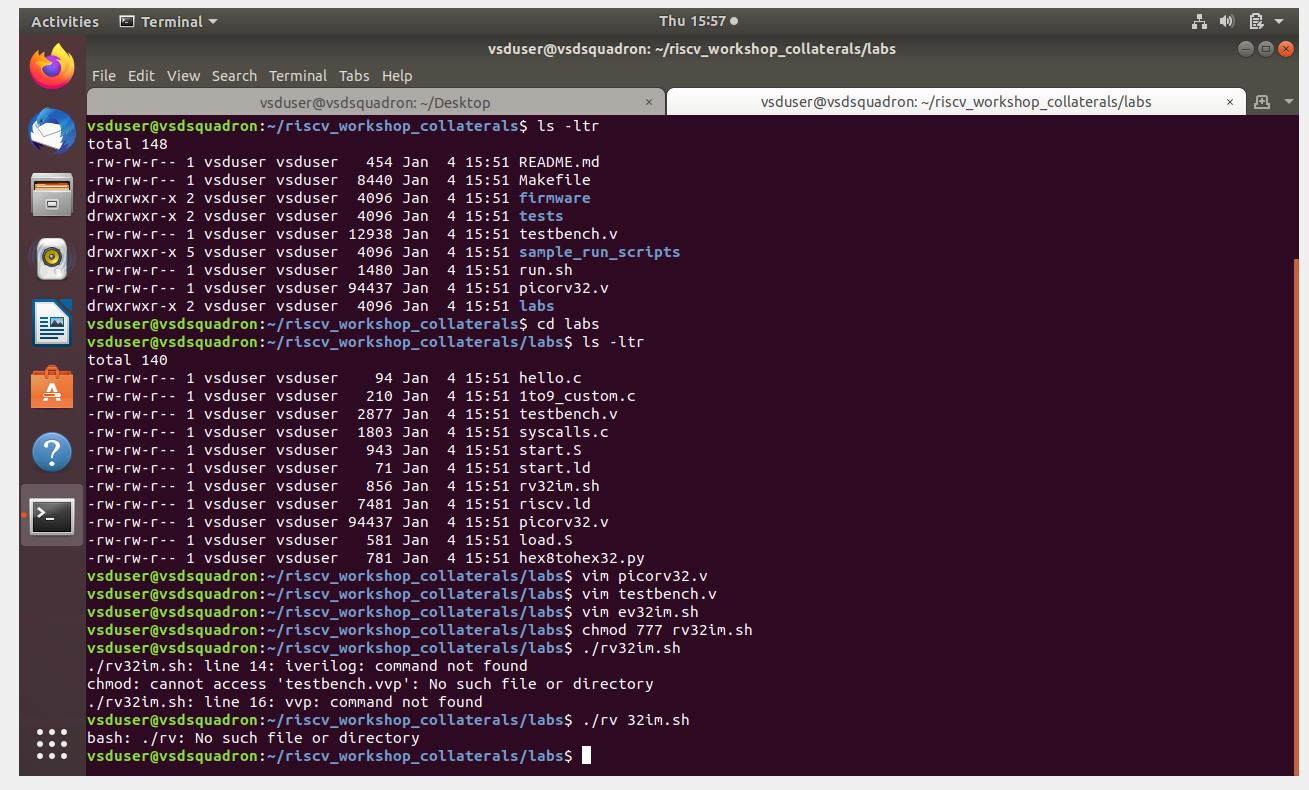 Activities Terminal Thu 15:57
vsduser@vsdsquadron: ~/riscv_workshop_collaterals/labs
File Edit View Search Terminal Tabs Help
vsduser@vsdsquadron: ~/Desktop × vsduser@vsdsquadron: ~/riscv_workshop_collaterals/labs ×
vsduser@vsdsquadron:~/riscv_workshop_collaterals$ ls -ltr
total 148
-rw-rw-r-- 1 vsduser vsduser   454 Jan  4 15:51 README.md
-rw-rw-r-- 1 vsduser vsduser  8440 Jan  4 15:51 Makefile
drwxrwxr-x 2 vsduser vsduser  4096 Jan  4 15:51 firmware
drwxrwxr-x 2 vsduser vsduser  4096 Jan  4 15:51 tests
-rw-rw-r-- 1 vsduser vsduser 12938 Jan  4 15:51 testbench.v
drwxrwxr-x 5 vsduser vsduser  4096 Jan  4 15:51 sample_run_scripts
-rw-rw-r-- 1 vsduser vsduser  1480 Jan  4 15:51 run.sh
-rw-rw-r-- 1 vsduser vsduser 94437 Jan  4 15:51 picorv32.v
drwxrwxr-x 2 vsduser vsduser  4096 Jan  4 15:51 labs
vsduser@vsdsquadron:~/riscv_workshop_collaterals$ cd labs
vsduser@vsdsquadron:~/riscv_workshop_collaterals/labs$ ls -ltr
total 140
-rw-rw-r-- 1 vsduser vsduser    94 Jan  4 15:51 hello.c
-rw-rw-r-- 1 vsduser vsduser   210 Jan  4 15:51 1to9_custom.c
-rw-rw-r-- 1 vsduser vsduser  2877 Jan  4 15:51 testbench.v
-rw-rw-r-- 1 vsduser vsduser  1803 Jan  4 15:51 syscalls.c
-rw-rw-r-- 1 vsduser vsduser   943 Jan  4 15:51 start.S
-rw-rw-r-- 1 vsduser vsduser    71 Jan  4 15:51 start.ld
-rw-rw-r-- 1 vsduser vsduser   856 Jan  4 15:51 rv32im.sh
-rw-rw-r-- 1 vsduser vsduser  7481 Jan  4 15:51 riscv.ld
-rw-rw-r-- 1 vsduser vsduser 94437 Jan  4 15:51 picorv32.v
-rw-rw-r-- 1 vsduser vsduser   581 Jan  4 15:51 load.S
-rw-rw-r-- 1 vsduser vsduser   781 Jan  4 15:51 hex8tohex32.py
vsduser@vsdsquadron:~/riscv_workshop_collaterals/labs$ vim picorv32.v
vsduser@vsdsquadron:~/riscv_workshop_collaterals/labs$ vim testbench.v
vsduser@vsdsquadron:~/riscv_workshop_collaterals/labs$ vim ev32im.sh
vsduser@vsdsquadron:~/riscv_workshop_collaterals/labs$ chmod 777 rv32im.sh
vsduser@vsdsquadron:~/riscv_workshop_collaterals/labs$ ./rv32im.sh
./rv32im.sh: line 14: iverilog: command not found
chmod: cannot access 'testbench.vvp': No such file or directory
./rv32im.sh: line 16: vvp: command not found
vsduser@vsdsquadron:~/riscv_workshop_collaterals/labs$ ./rv 32im.sh
bash: ./rv: No such file or directory
vsduser@vsdsquadron:~/riscv_workshop_collaterals/labs$